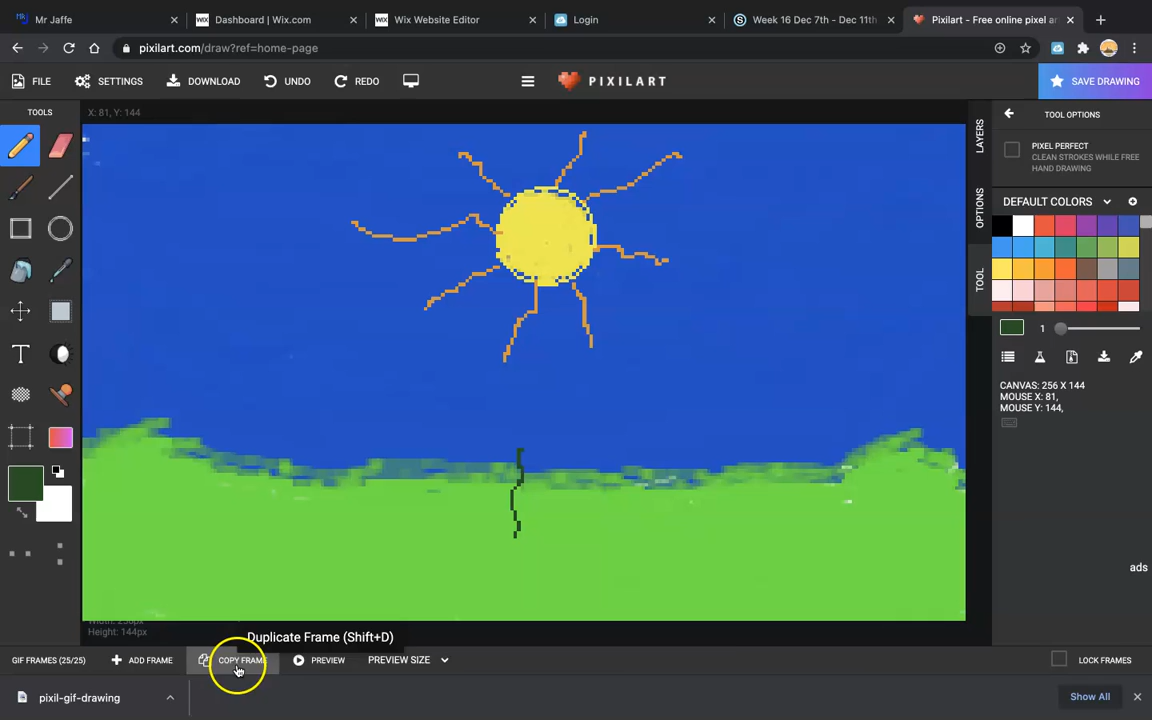 Mr Jaffe
Dashboard | Wix.com
WIX
Wix Website Editor
WIX
Login
Week 16 Dec 7th - Dec 11th
Pixilart - Free online pixel ar
pixilart.com/draw?ref=home-page
FILE
SETTINGS
DOWNLOAD
UNDO
REDO
PIXILART
SAVE DRAWING
TOOLS
X: 81, Y: 144
LAYERS
OPTIONS
TOOL
TOOL OPTIONS
PIXEL PERFECT
CLEAN STROKES WHILE FREE
HAND DRAWING
DEFAULT COLORS
1
CANVAS: 256 X 144
MOUSE X: 81,
MOUSE Y: 144,
ads
Width: 256px
Height: 144px
Duplicate Frame (Shift+D)
GIF FRAMES (25/25)
ADD FRAME
COPY FRAME
PREVIEW
PREVIEW SIZE
LOCK FRAMES
pixil-gif-drawing
Show All